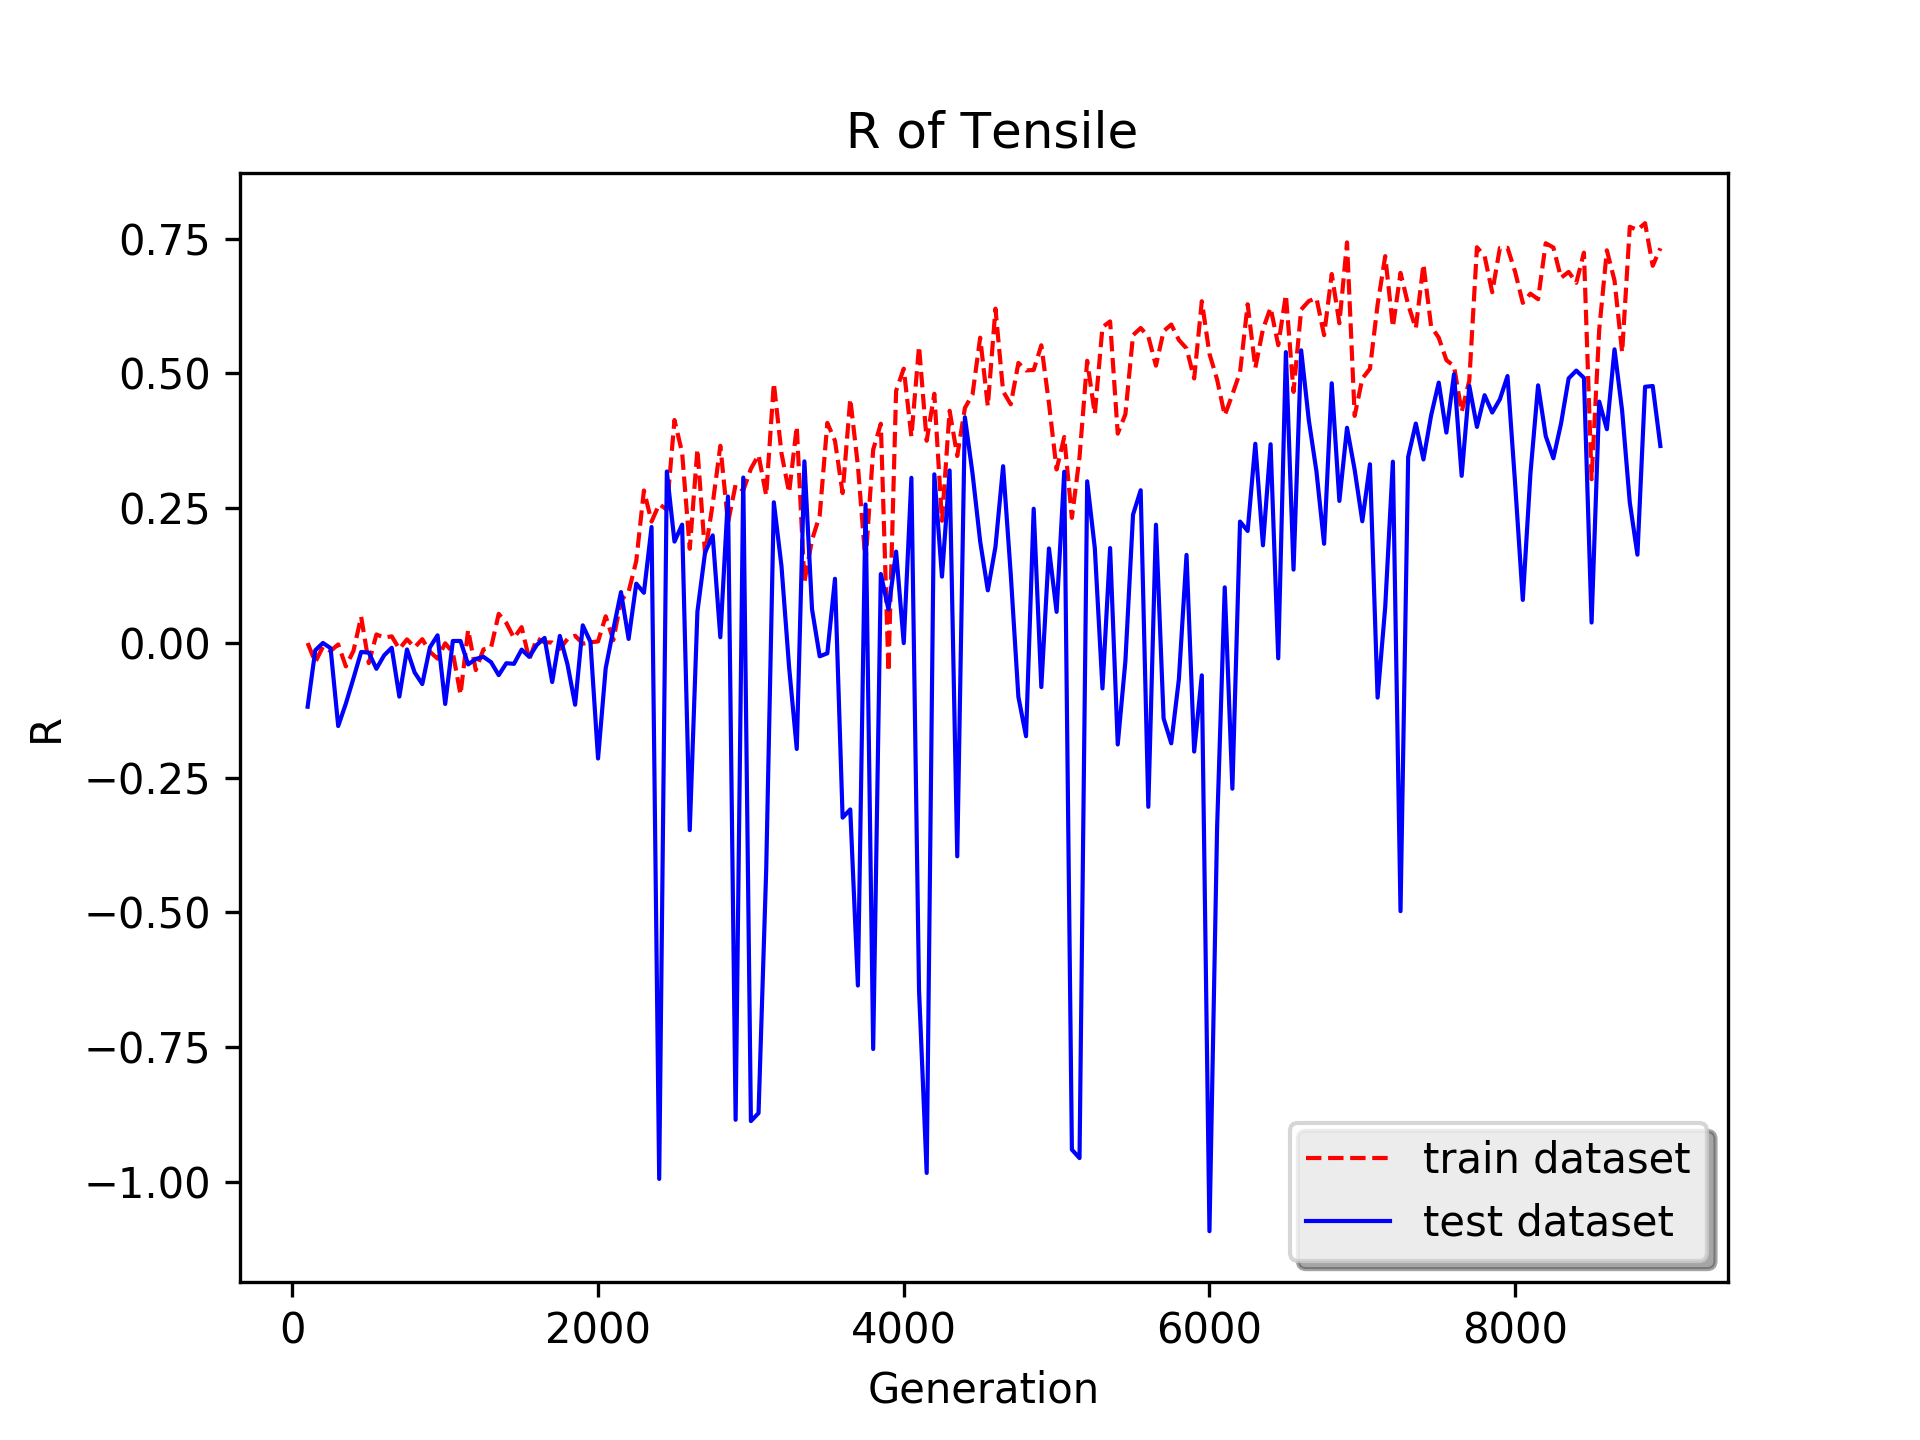 R of Tensile
R
0.75
0.50
0.25
0.00
−0.25
−0.50
−0.75
−1.00
train dataset
test dataset
0 2000 4000 6000 8000
Generation